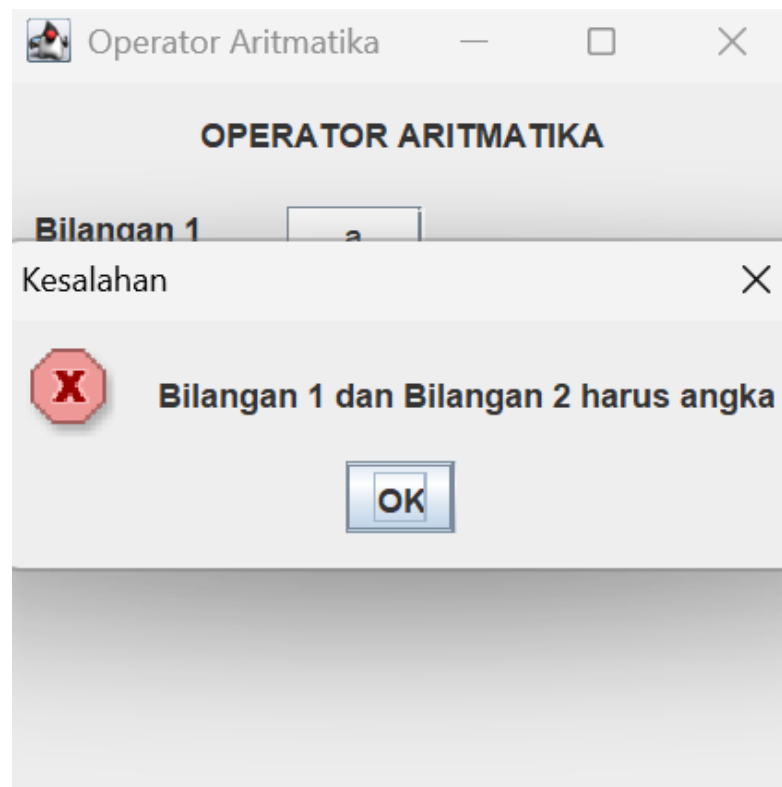 Operator Aritmatika
OPERATOR ARITMATIKA
Bilangan 1
a
Kesalahan
Bilangan 1 dan Bilangan 2 harus angka
OK